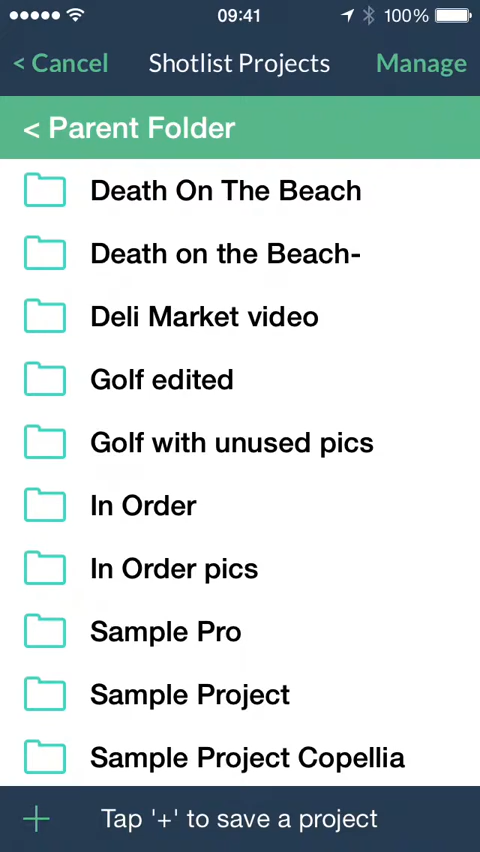 09:41 100%
< Cancel Shotlist Projects Manage
< Parent Folder
Death On The Beach
Death on the Beach-
Deli Market video
Golf edited
Golf with unused pics
In Order
In Order pics
Sample Pro
Sample Project
Sample Project Copellia
+ Tap '+' to save a project